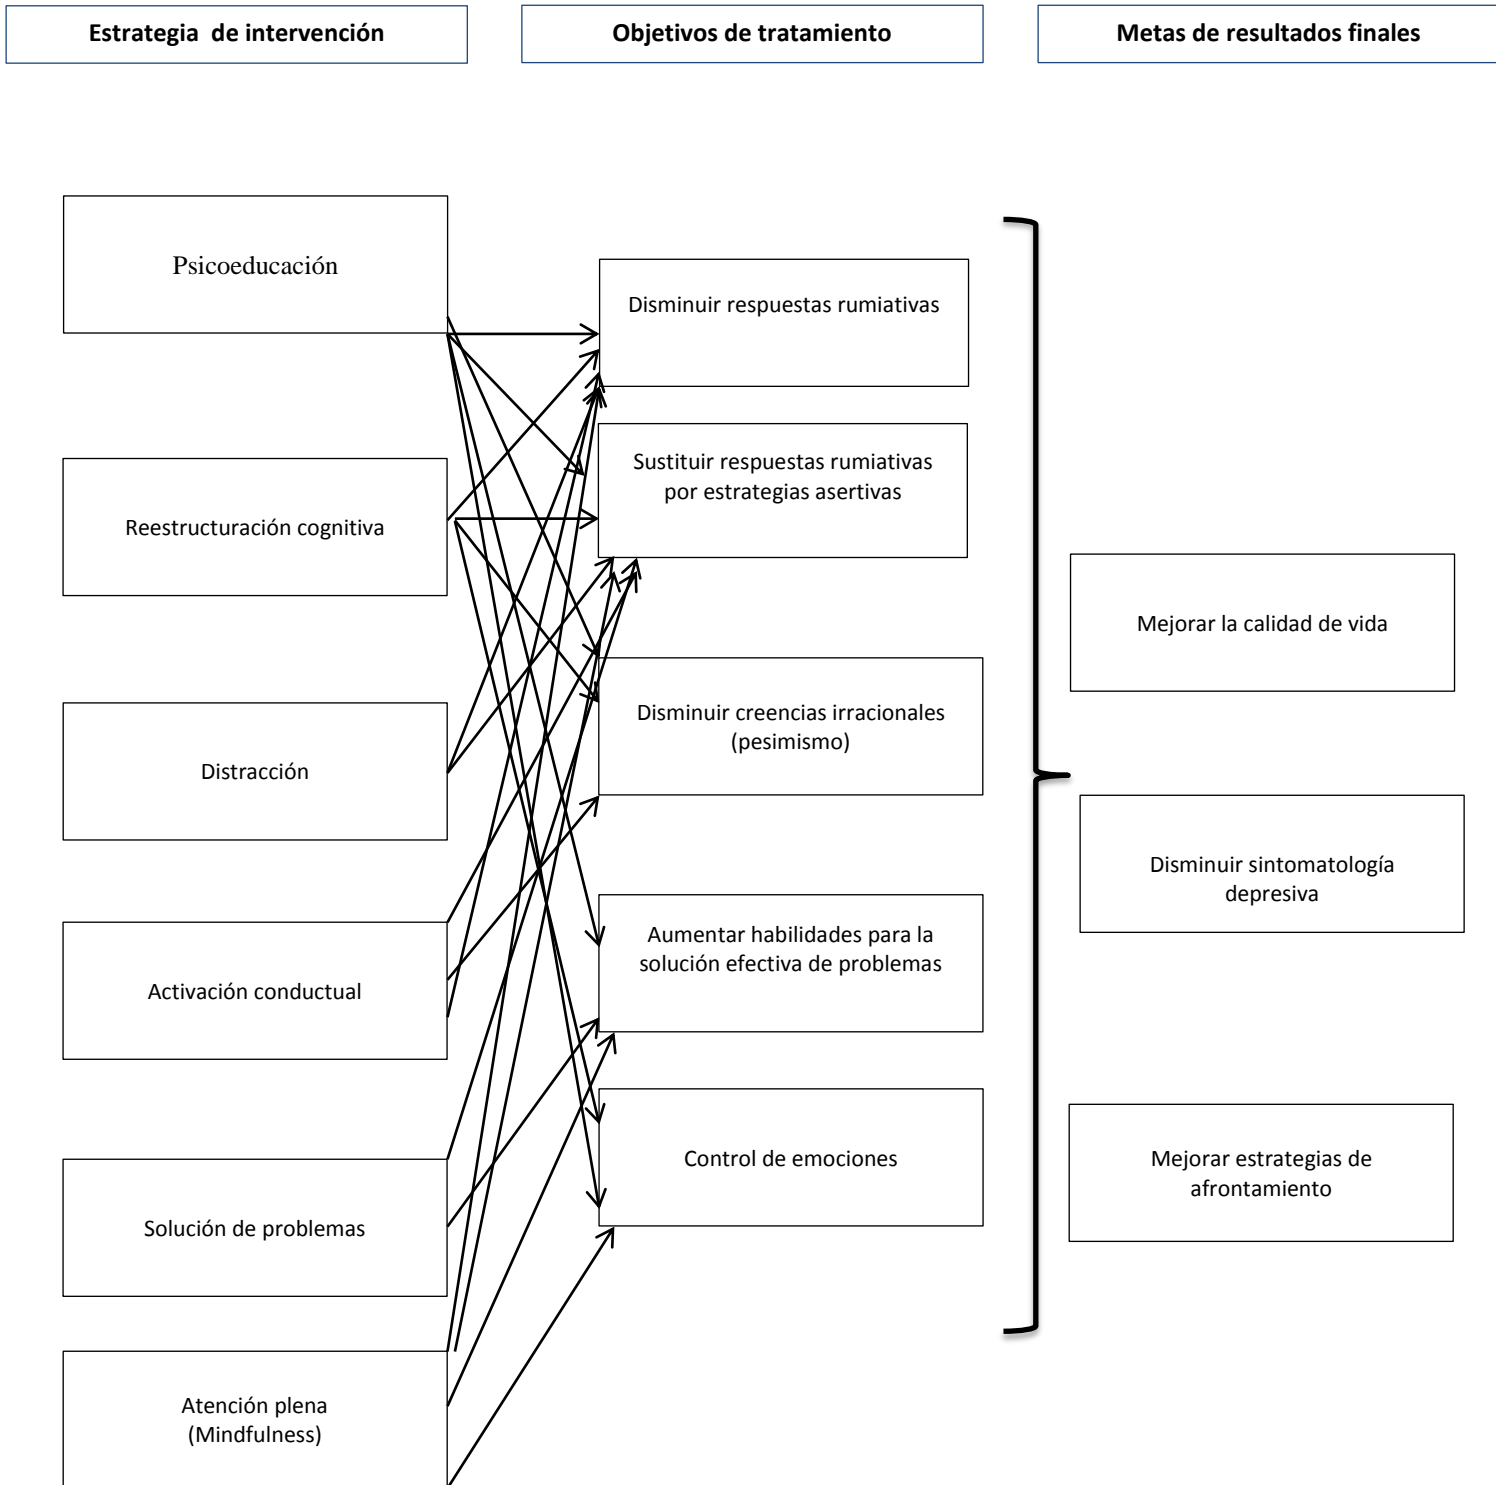 Estrategia  de intervención
Objetivos de tratamiento
Metas de resultados finales
Psicoeducación
Reestructuración cognitiva
Distracción
Activación conductual
Solución de problemas
Atención plena
(Mindfulness)
Disminuir respuestas rumiativas
Sustituir respuestas rumiativas
por estrategias asertivas
Disminuir creencias irracionales
(pesimismo)
Aumentar habilidades para la
solución efectiva de problemas
Control de emociones
Mejorar la calidad de vida
Disminuir sintomatología
depresiva
Mejorar estrategias de
afrontamiento